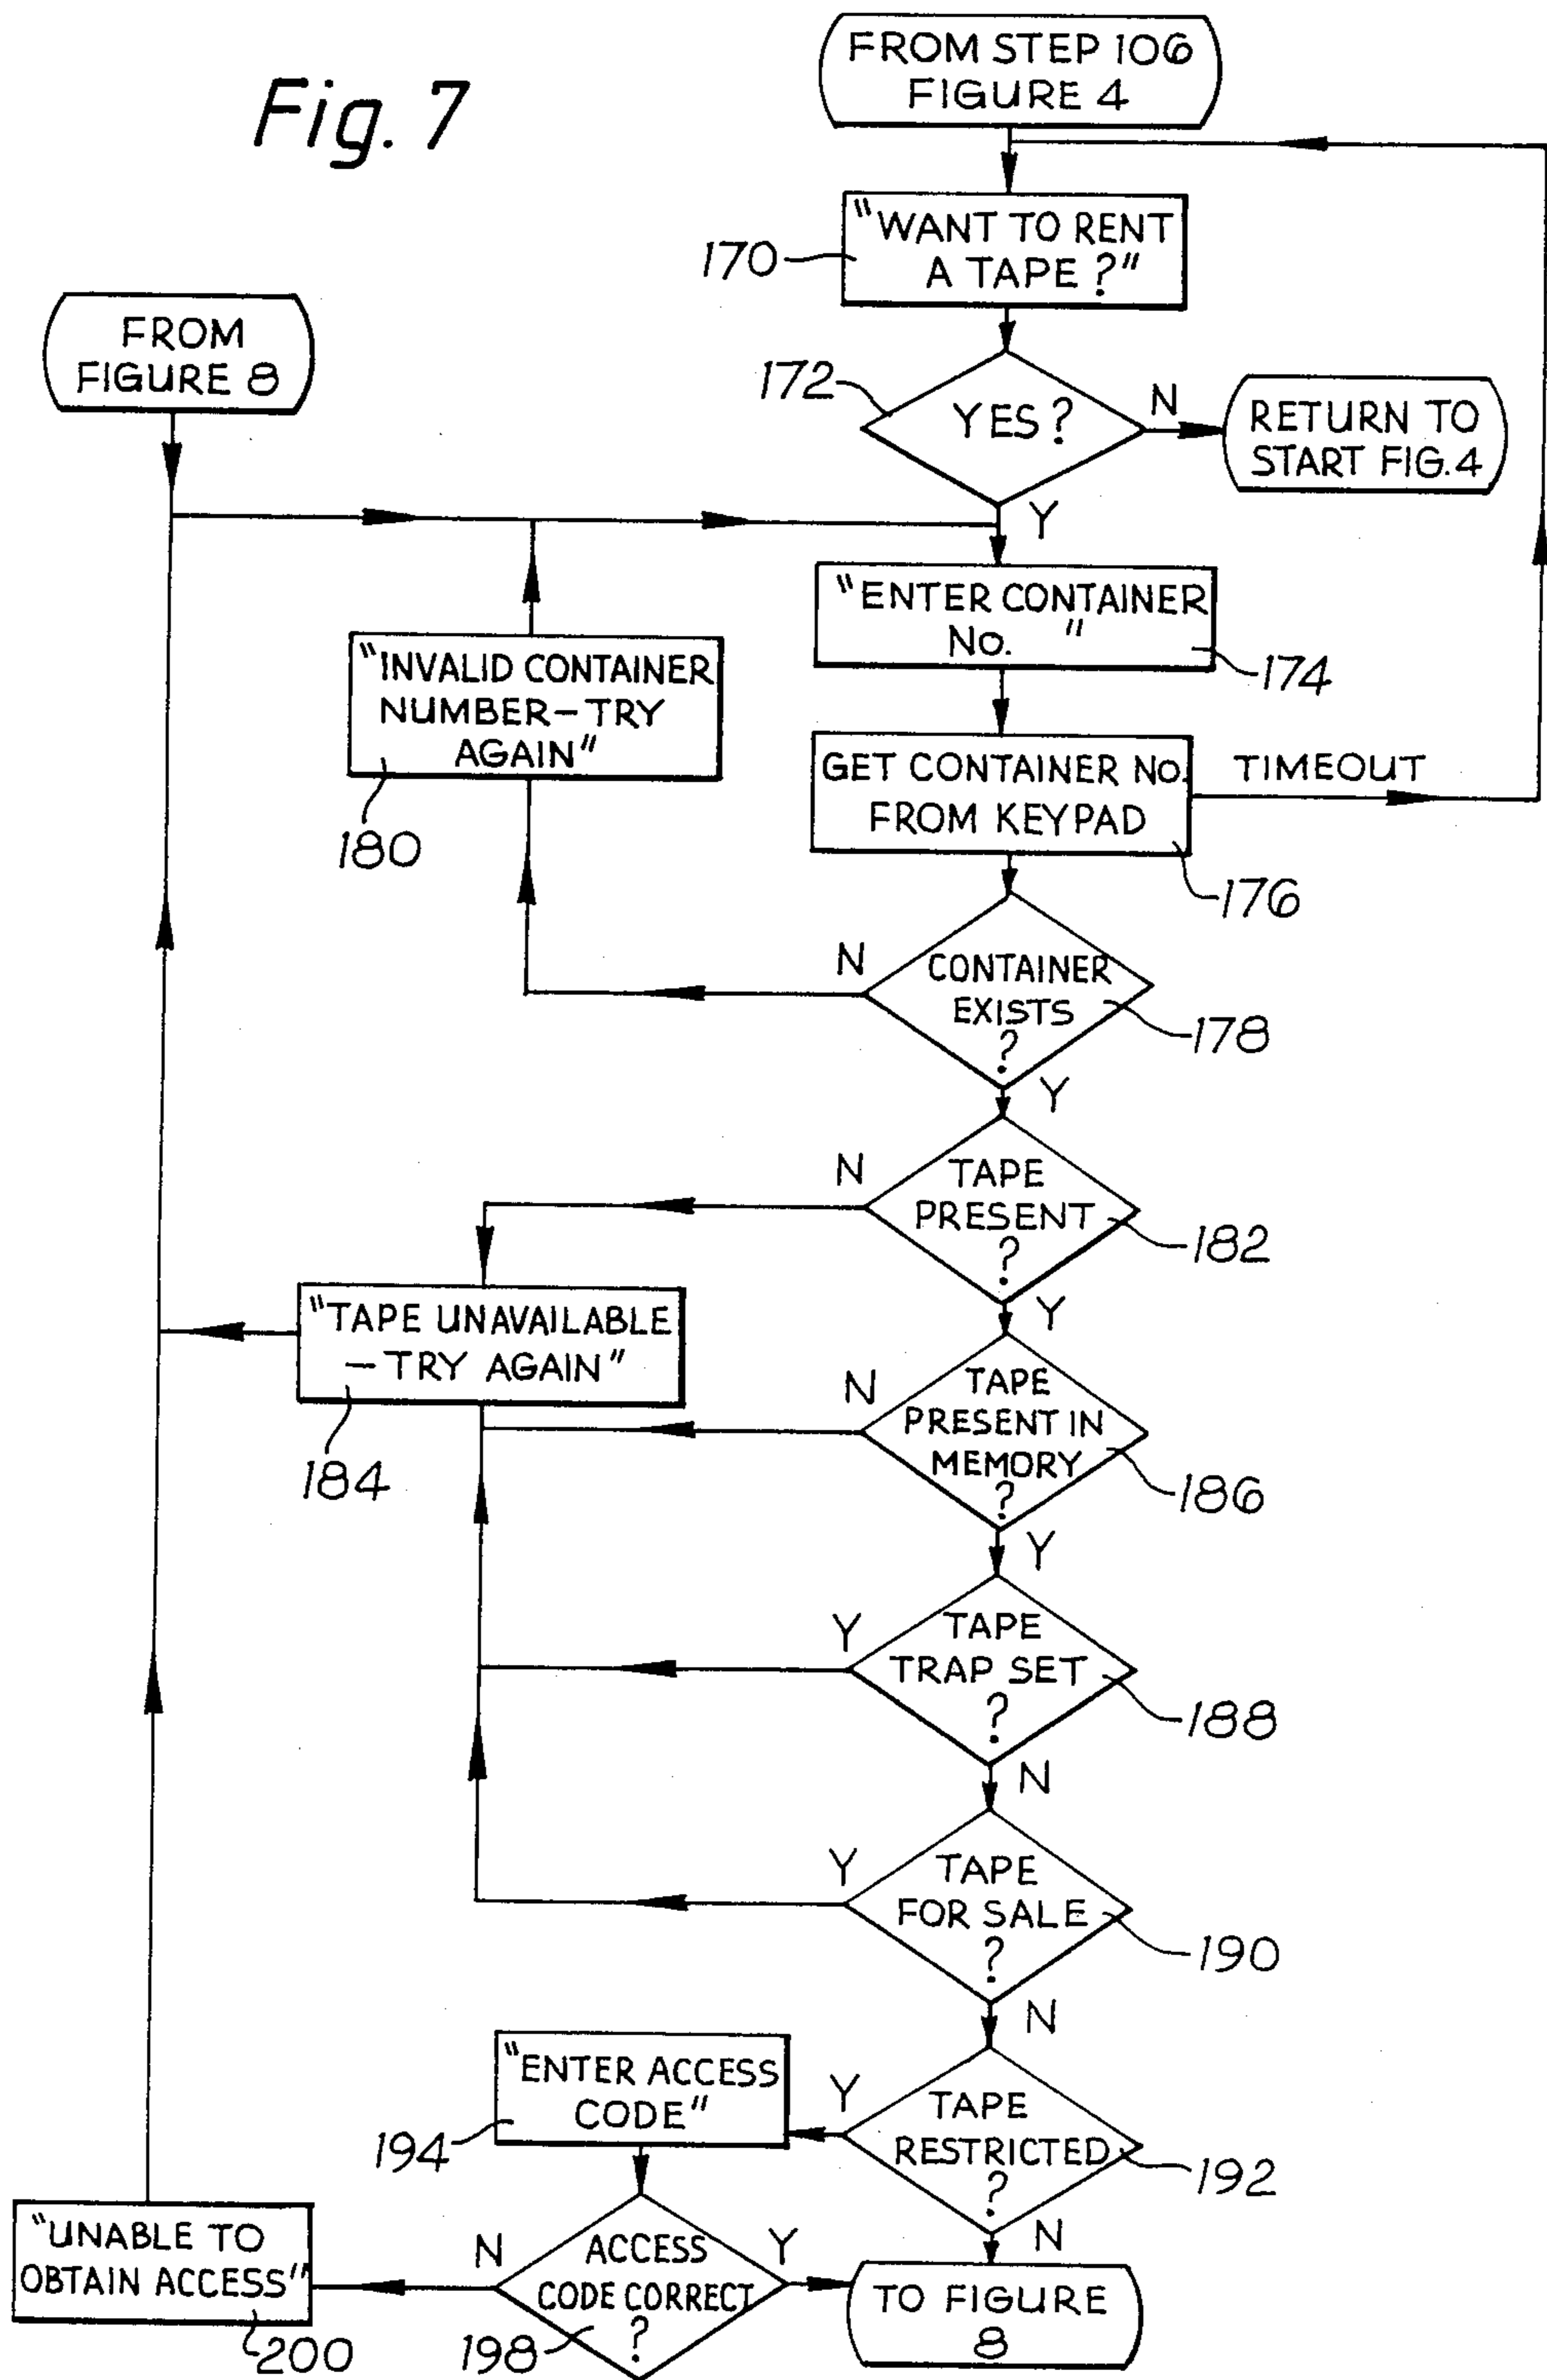 Fig. 7
FROM STEP 106
FIGURE 4
"WANT TO RENT
A TAPE?"
170
FROM
FIGURE 8
172
YES?
N
RETURN TO
START FIG. 4
Y
"ENTER CONTAINER
No. "
174
"INVALID CONTAINER
NUMBER-TRY
AGAIN"
180
GET CONTAINER No.
FROM KEYPAD
TIMEOUT
176
N
CONTAINER
EXISTS
?
178
Y
N
TAPE
PRESENT
?
182
Y
"TAPE UNAVAILABLE
-TRY AGAIN"
184
N
TAPE
PRESENT IN
MEMORY
?
186
Y
Y
TAPE
TRAP SET
?
188
N
Y
TAPE
FOR SALE
?
190
N
"ENTER ACCESS
CODE"
194
Y
TAPE
RESTRICTED
?
192
N
"UNABLE TO
OBTAIN ACCESS"
200
N
ACCESS
CODE CORRECT
?
198
Y
TO FIGURE
8